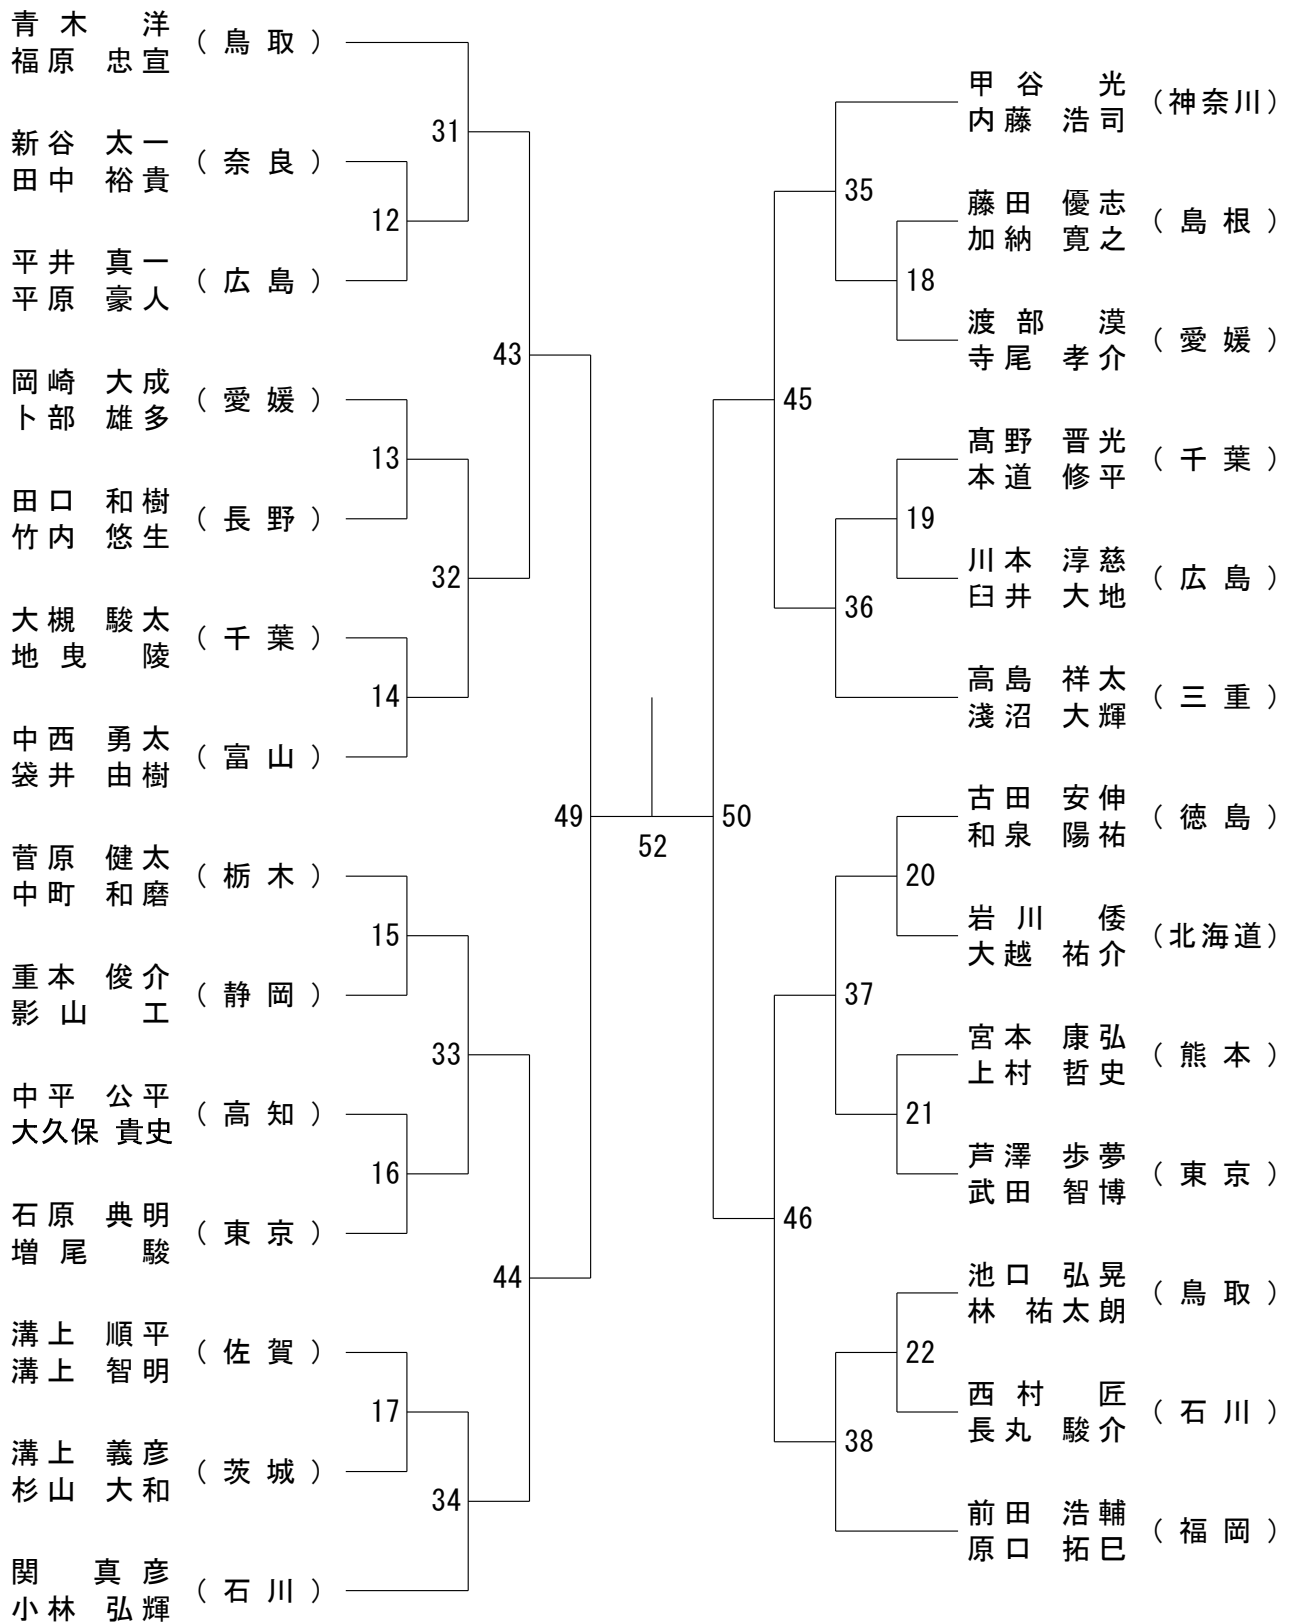 青木 洋
福原 忠宣
（鳥取）
新谷 太一
田中 裕貴
（奈良）
平井 真一
平原 豪人
（広島）
岡崎 大成
卜部 雄多
（愛媛）
田口 和樹
竹内 悠生
（長野）
大槻 駿太
地曳 陵
（千葉）
中西 勇太
袋井 由樹
（富山）
菅原 健太
中町 和磨
（栃木）
重本 俊介
影山 工
（静岡）
中平 公平
大久保 貴史
（高知）
石原 典明
増尾 駿
（東京）
溝上 順平
溝上 智明
（佐賀）
溝上 義彦
杉山 大和
（茨城）
関 真彦
小林 弘輝
（石川）
31
12
43
13
32
14
49
15
33
16
44
17
34
52
50
35
18
45
19
36
20
37
21
46
22
38
甲谷 光
内藤 浩司
（神奈川）
藤田 優志
加納 寛之
（島根）
渡部 漠
寺尾 孝介
（愛媛）
髙野 晋光
本道 修平
（千葉）
川本 淳慈
臼井 大地
（広島）
高島 祥太
淺沼 大輝
（三重）
古田 安伸
和泉 陽祐
（徳島）
岩川 倭
大越 祐介
（北海道）
宮本 康弘
上村 哲史
（熊本）
芦澤 歩夢
武田 智博
（東京）
池口 弘晃
林 祐太朗
（鳥取）
西村 匠
長丸 駿介
（石川）
前田 浩輔
原口 拓巳
（福岡）